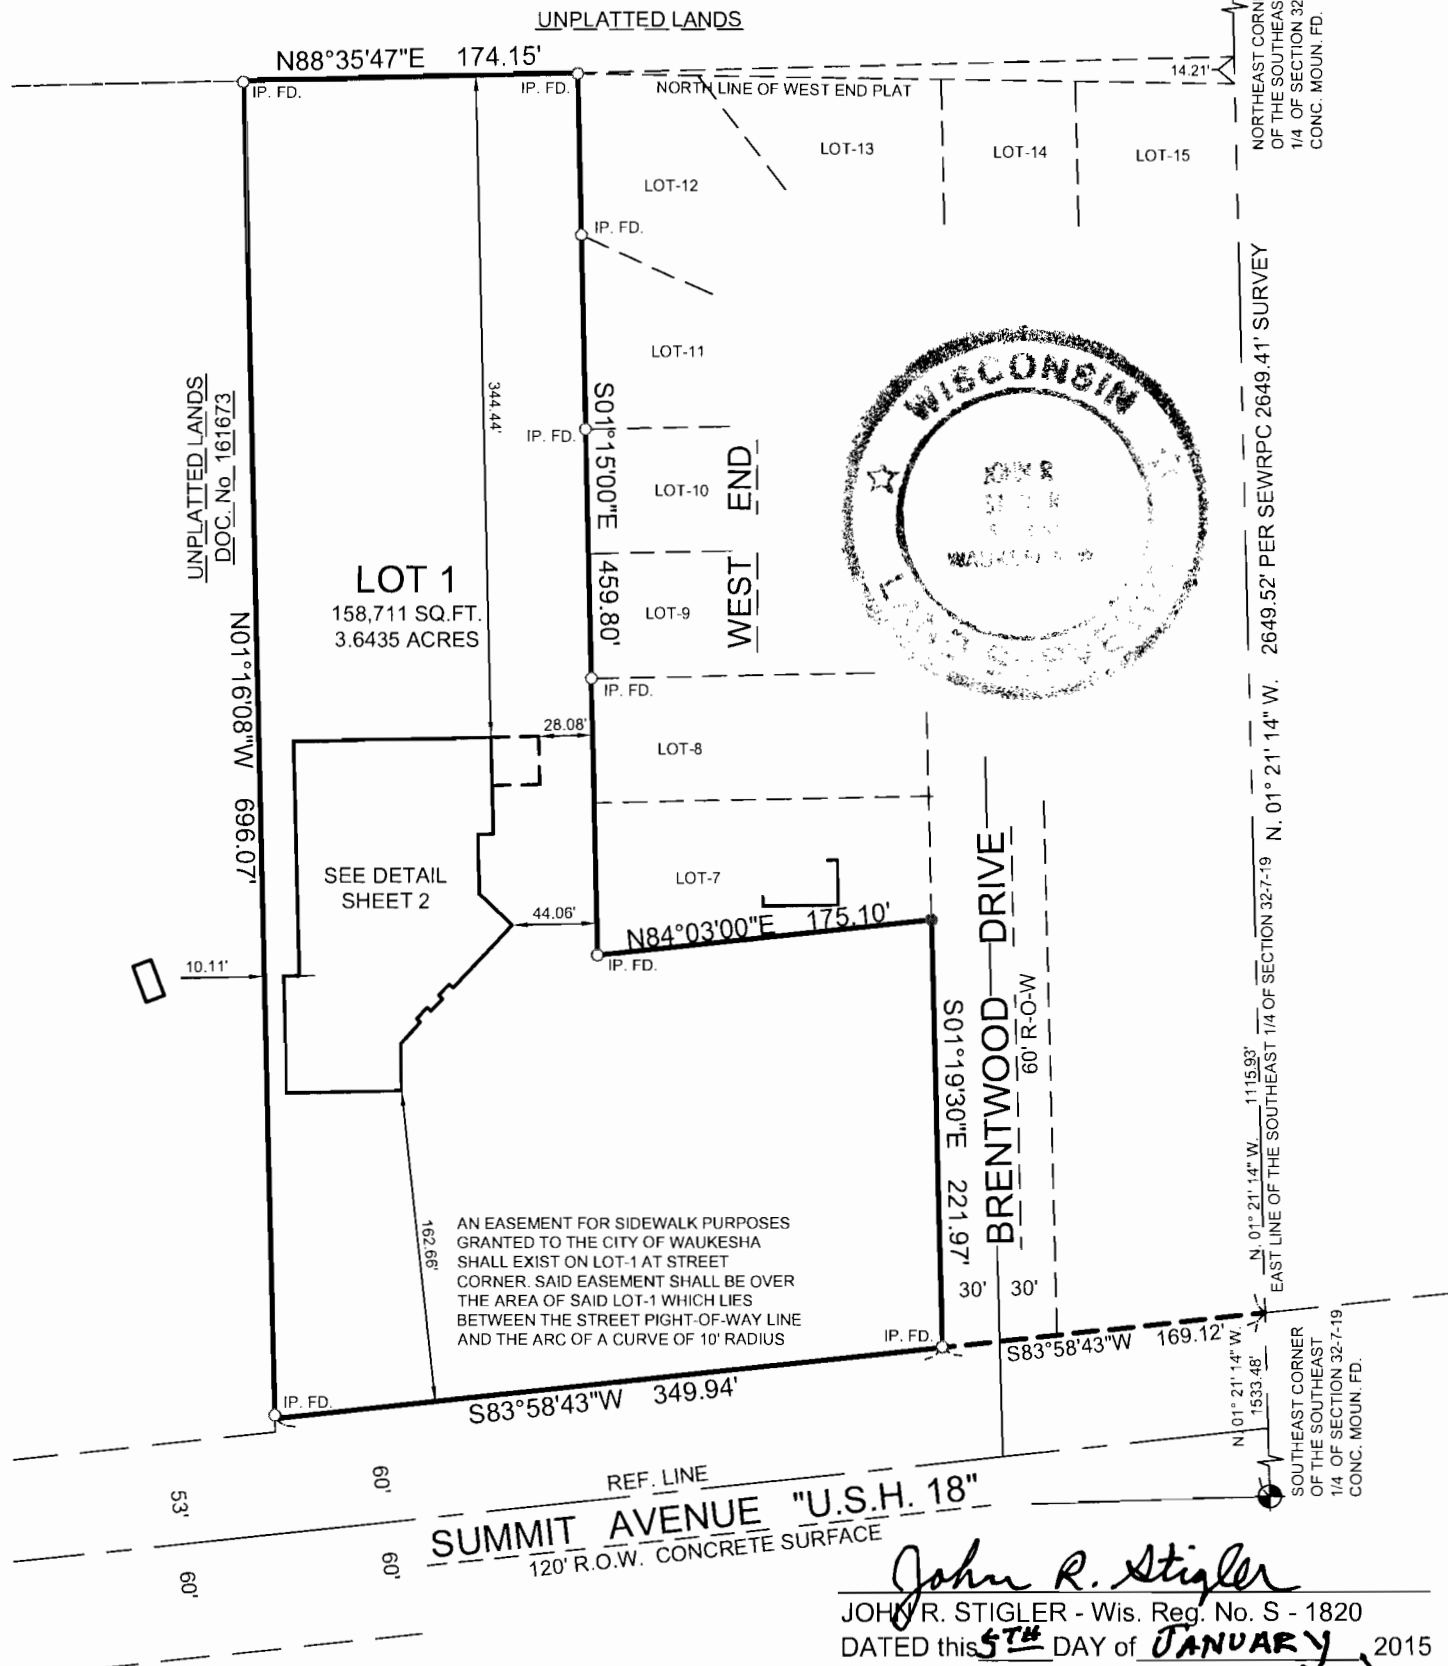 UNPLATTED LANDS
N88°35'47"E 174.15'
IP. FD.
IP. FD.
NORTH LINE OF WEST END PLAT
14.21'
NORTHEAST CORN
OF THE SOUTHEAS
1/4 OF SECTION 32
CONC. MOUN. FD.
LOT-12
LOT-13
LOT-14
LOT-15
IP. FD.
LOT-11
344.44'
IP. FD.
S01°15'00"E 459.80'
LOT-10
LOT-9
WEST END
WISCONSIN
UNPLATTED LANDS
DOC. No 1616673
LOT 1
158,711 SQ.FT.
3.6435 ACRES
N01°16'08"W 696.07'
IP. FD.
28.08'
LOT-8
LOT-7
SEE DETAIL
SHEET 2
44.06'
N84°03'00"E 175.10'
IP. FD.
10.11'
S01°19'30"E 221.97'
BRENTWOOD DRIVE
60' R-O-W
N. 01° 21' 14" W. 2649.52' PER SEWRPC 2649.41' SURVEY
N. 01° 21' 14" W. 1115.93'
EAST LINE OF THE SOUTHEAST 1/4 OF SECTION 32-7-19
162.66'
AN EASEMENT FOR SIDEWALK PURPOSES
GRANTED TO THE CITY OF WAUKESHA
SHALL EXIST ON LOT-1 AT STREET
CORNER. SAID EASEMENT SHALL BE OVER
THE AREA OF SAID LOT-1 WHICH LIES
BETWEEN THE STREET PIGHT-OF-WAY LINE
AND THE ARC OF A CURVE OF 10' RADIUS
30' 30'
IP. FD.
S83°58'43"W 169.12'
IP. FD.
S83°58'43"W 349.94'
N. 01° 21' 14" W.
1533.48'
SOUTHEAST CORNER
OF THE SOUTHEAST
1/4 OF SECTION 32-7-19
CONC. MOUN. FD.
53'
60'
60'
60'
REF. LINE
SUMMIT AVENUE "U.S.H. 18"
120' R.O.W. CONCRETE SURFACE
John R. Stigler
JOHN R. STIGLER - Wis. Reg. No. S - 1820
DATED this 5TH DAY of JANUARY, 2015